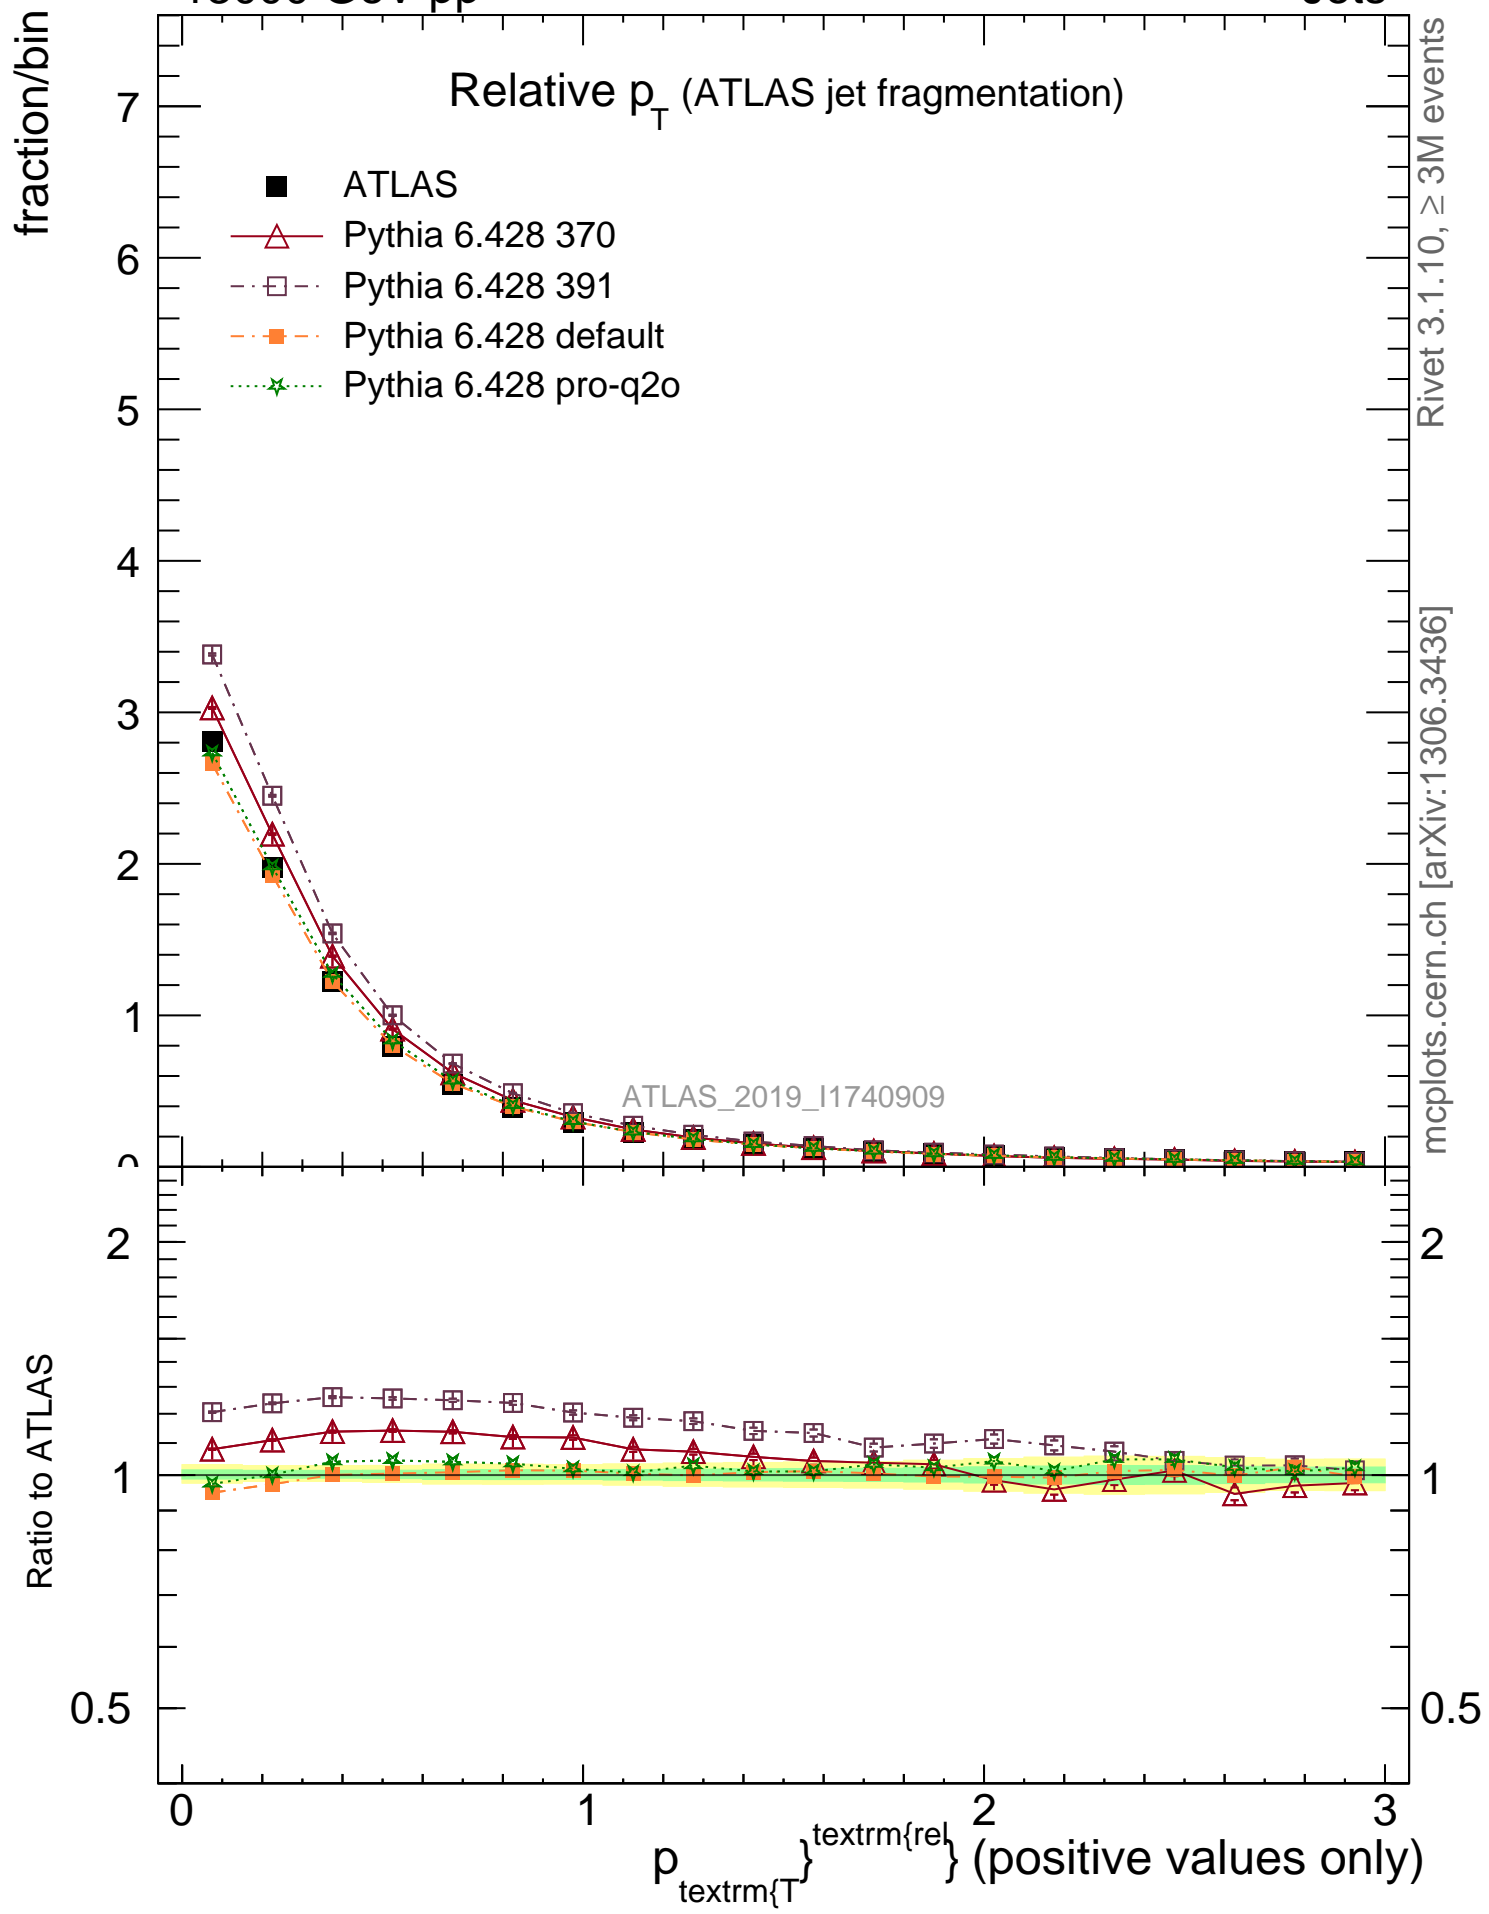 fraction/bin
Relative pT (ATLAS jet fragmentation)
ATLAS
Pythia 6.428 370
Pythia 6.428 391
Pythia 6.428 default
Pythia 6.428 pro-q2o
7
6
5
4
3
2
1
ATLAS_2019_I1740909
Rivet 3.1.10, ≥ 3M events
mcplots.cern.ch [arXiv:1306.3436]
Ratio to ATLAS
2
1
0.5
2
1
0.5
0 1 2 3
p_textrm{T}^textrm{rel} (positive values only)